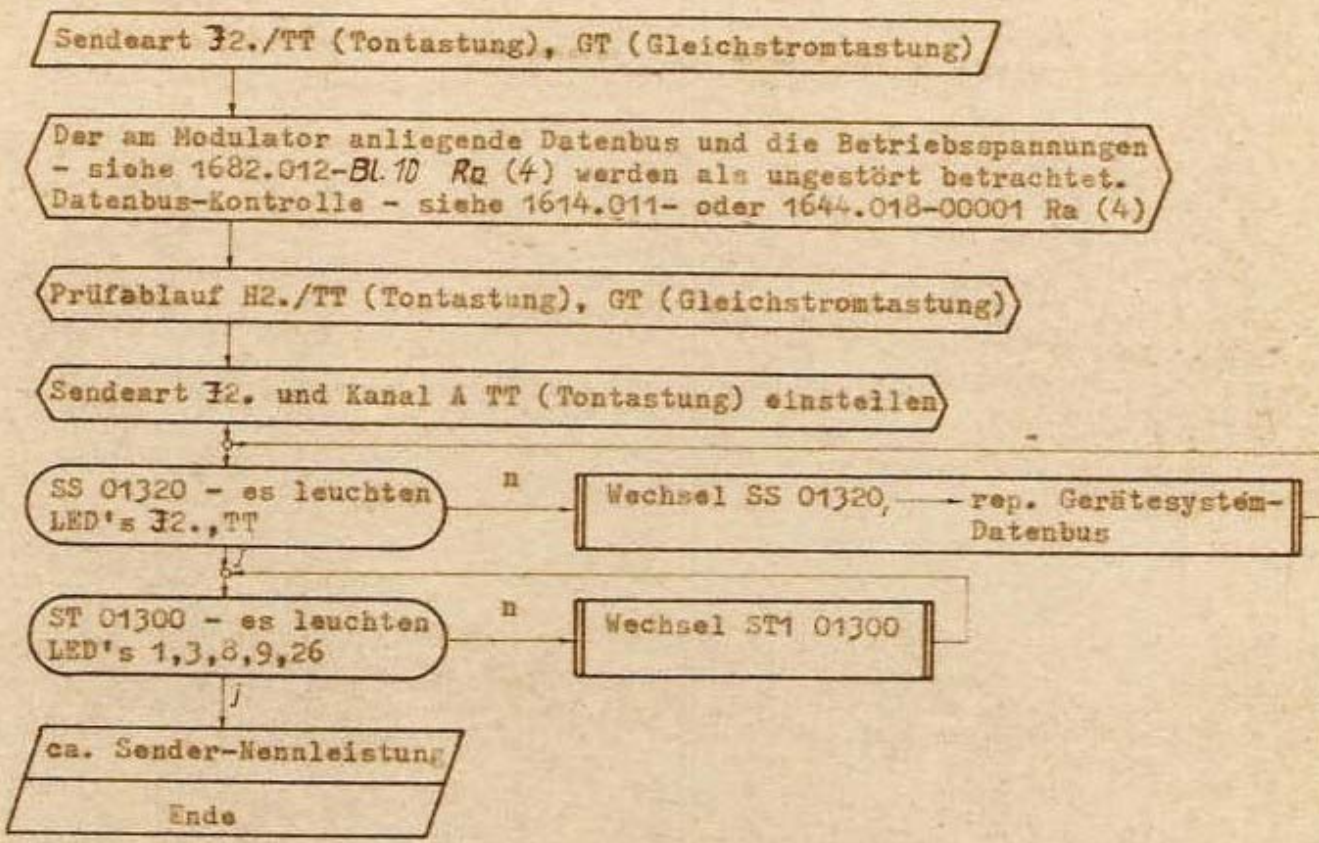 Sendeart J2./TT (Tontastung), GT (Gleichstromtastung)
Der am Modulator anliegende Datenbus und die Betriebsspannungen
- siehe 1682.012-Bl.10 Ra (4) werden als ungestört betrachtet.
Datenbus-Kontrolle - siehe 1614.011- oder 1644.018-00001 Ra (4)
Prüfablauf H2./TT (Tontastung), GT (Gleichstromtastung)
Sendeart J2. und Kanal A TT (Tontastung) einstellen
SS 01320 - es leuchten
LED's J2.,TT
n
Wechsel SS 01320, rep. Gerätesystem-
Datenbus
j
ST 01300 - es leuchten
LED's 1,3,8,9,26
n
Wechsel ST1 01300
j
ca. Sender-Nennleistung
Ende